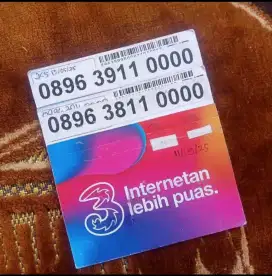 0896 3911 0000
0896 3811 0000
3 Internetan
lebih puas.